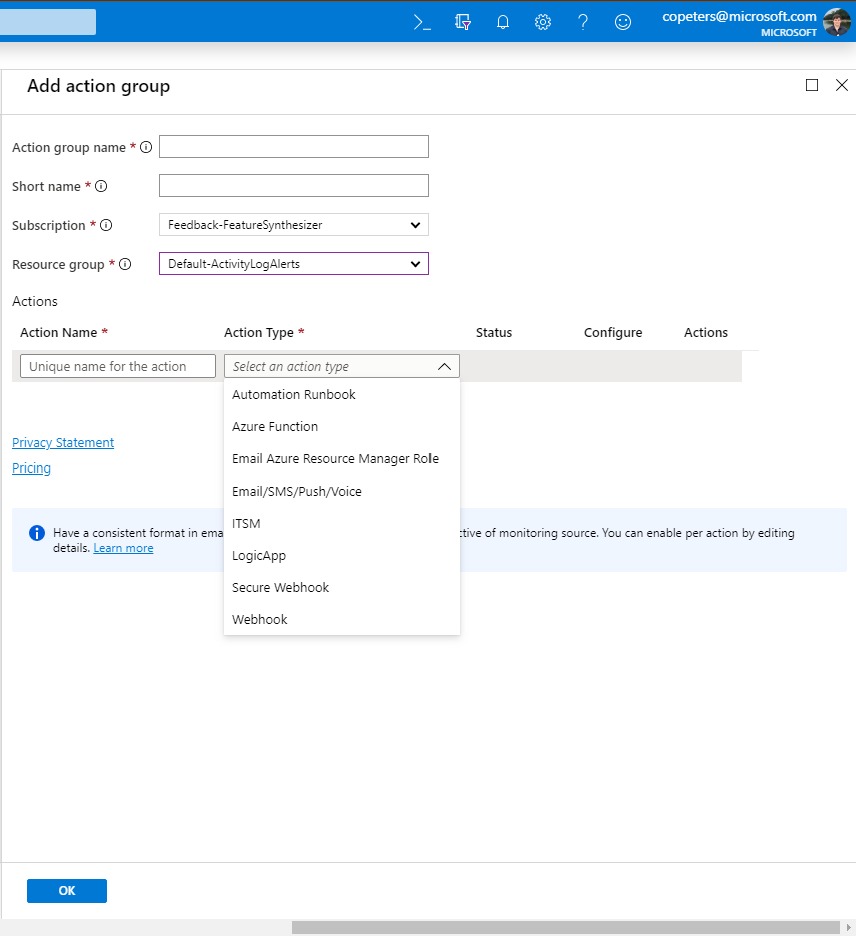 copeters@microsoft.com
MICROSOFT
Add action group
Action group name *
Short name *
Subscription * Feedback-FeatureSynthesizer
Resource group * Default-ActivityLogAlerts
Actions
Action Name * Action Type * Status Configure Actions
Unique name for the action Select an action type
Automation Runbook
Azure Function
Email Azure Resource Manager Role
Email/SMS/Push/Voice
ITSM
LogicApp
Secure Webhook
Webhook
Privacy Statement
Pricing
Have a consistent format in ema ctive of monitoring source. You can enable per action by editing
details. Learn more
OK